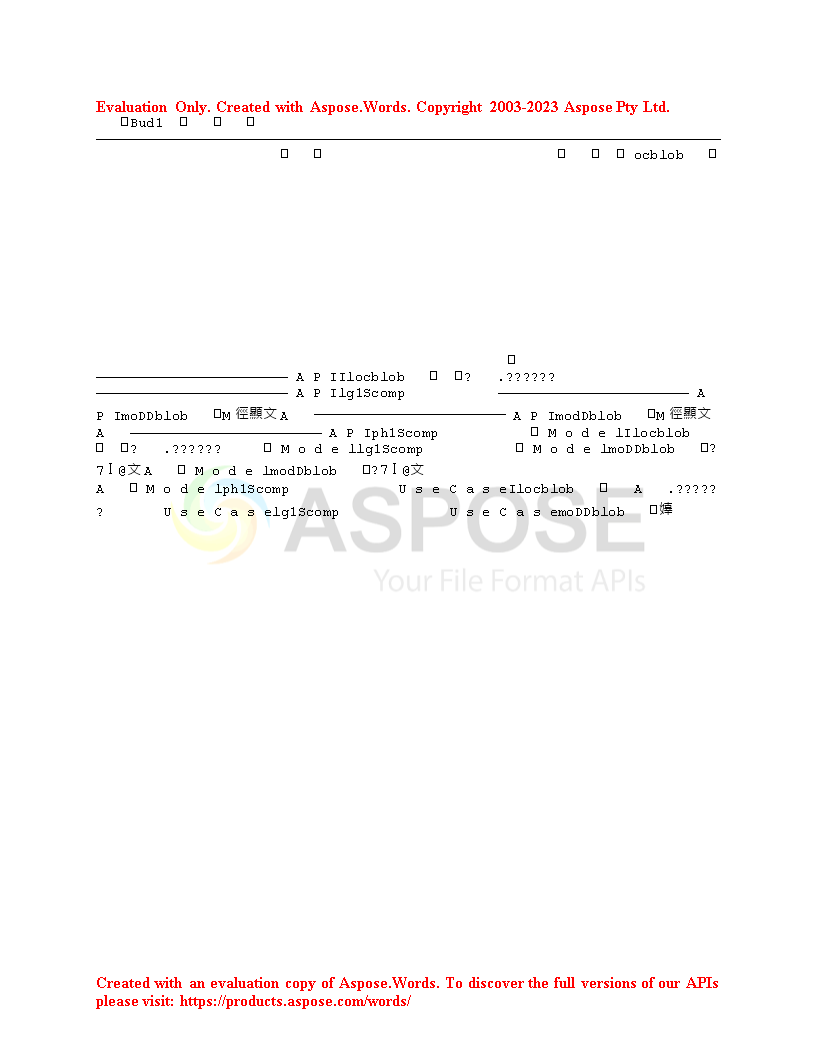 Evaluation Only. Created with Aspose.Words. Copyright 2003-2023 Aspose Pty Ltd.
Bud1
ocblob
A P IIlocblob ? .??????
A P Ilg1Scomp A
P ImoDDblob M 徑顯文 A A P ImodDblob M 徑顯文
A A P Iph1Scomp M o d e lIlocblob
? .?????? M o d e llg1Scomp M o d e lmoDDblob ?
7 @文 A M o d e lmodDblob ?7 @文
A M o d e lph1Scomp U s e C a s eIlocblob A .?????
? U s e C a s elg1Scomp U s e C a s emoDDblob
ASPOSE
Your File Format APIs
Created with an evaluation copy of Aspose.Words. To discover the full versions of our APIs
please visit: https://products.aspose.com/words/